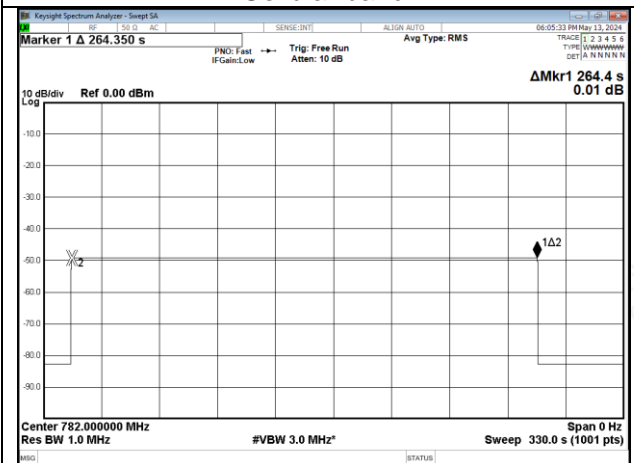 Keysight Spectrum Analyzer - Swept SA
RF 50 Ω AC SENSE:INT ALIGN AUTO 06:05:33 PM May 13, 2024
Marker 1 Δ 264.350 s
PNO: Fast
IFGain:Low
Trig: Free Run
Atten: 10 dB
Avg Type: RMS
TRACE 1 2 3 4 5 6
TYPE WWWWWW
DET A N N N N N
ΔMkr1 264.4 s
0.01 dB
10 dB/div Ref 0.00 dBm
Log
-10.0
-20.0
-30.0
-40.0
1Δ2
-50.0
2
-60.0
-70.0
-80.0
-90.0
Center 782.000000 MHz Span 0 Hz
Res BW 1.0 MHz #VBW 3.0 MHz* Sweep 330.0 s (1001 pts)
MSG STATUS